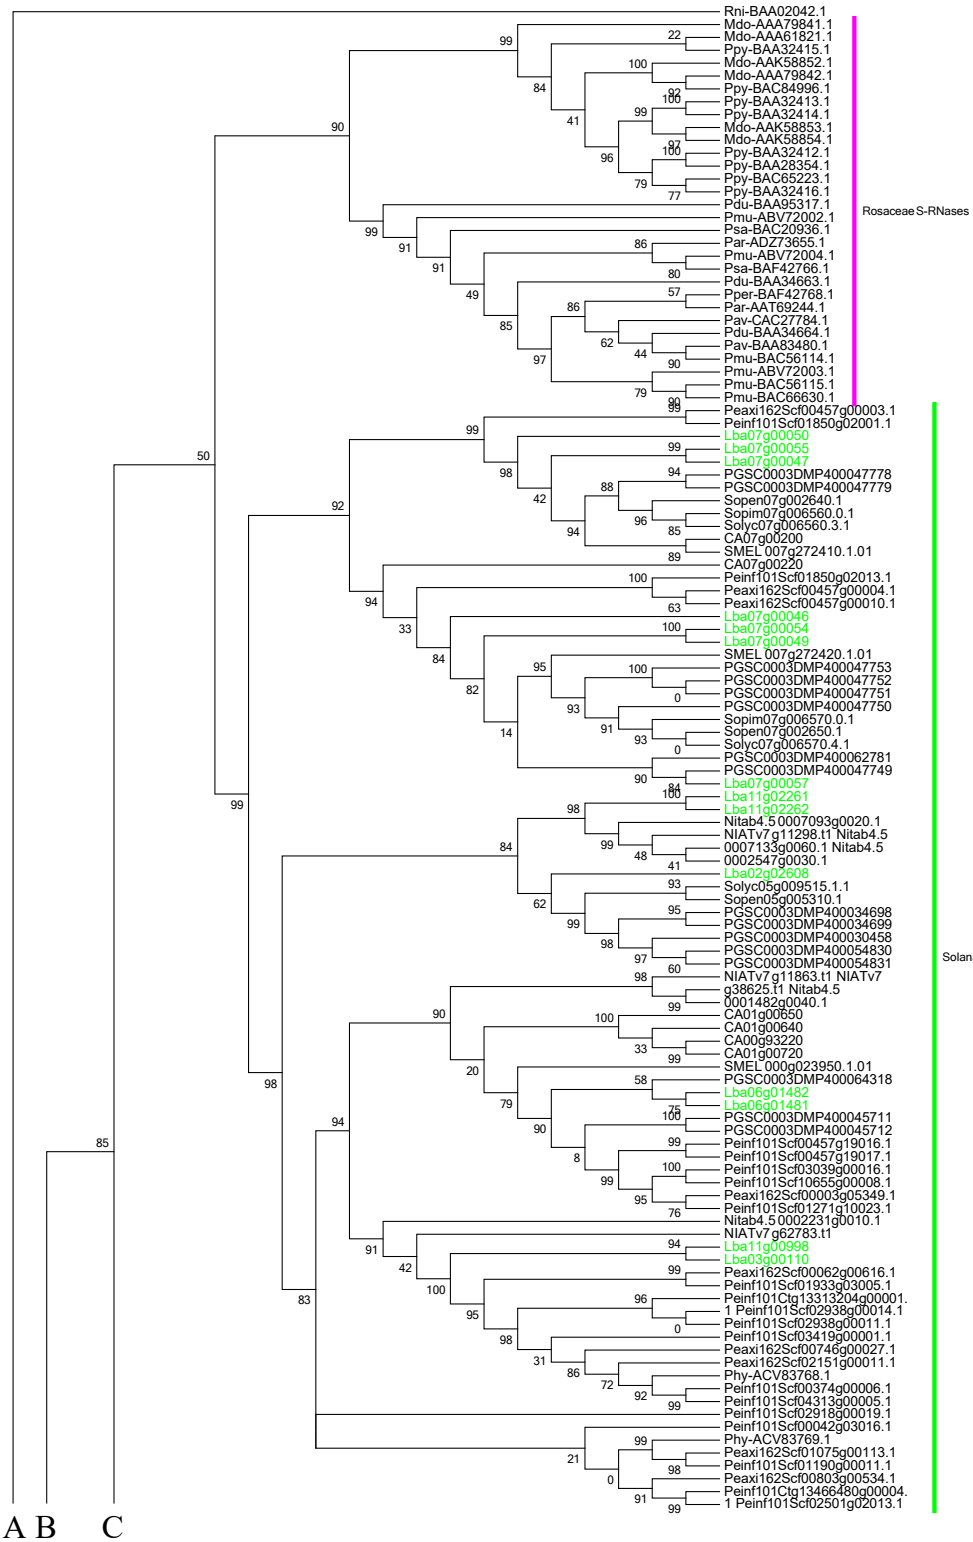 Rni-BAA02042.1
Mdo-AAA79841.1
99
22
Mdo-AAA61821.1
Ppy-BAA32415.1
84
100
Mdo-AAK58852.1
Mdo-AAA79842.1
92
Ppy-BAC84996.1
41
100
Ppy-BAA32413.1
99
Ppy-BAA32414.1
90
Mdo-AAK58853.1
97
Mdo-AAK58854.1
96
100
Ppy-BAA32412.1
Ppy-BAA28354.1
79
Ppy-BAC65223.1
77
Ppy-BAA32416.1
Pdu-BAA95317.1
Rosaceae S-RNases
99
Pmu-ABV72002.1
91
Psa-BAC20936.1
91
86
Par-ADZ73655.1
Pmu-ABV72004.1
80
Psa-BAF42766.1
49
Pdu-BAA34663.1
57
Pper-BAF42768.1
86
Par-AAT69244.1
85
Pav-CAC27784.1
62
Pdu-BAA34664.1
44
Pav-BAA83480.1
97
90
Pmu-BAC56114.1
Pmu-ABV72003.1
79
Pmu-BAC56115.1
90
Pmu-BAC66630.1
99
Peaxi162Scf00457g00003.1
99
Peinf101Scf01850g02001.1
Lba07g00050
99
Lba07g00055
50
98
Lba07g00047
94
PGSC0003DMP400047778
88
PGSC0003DMP400047779
42
Sopen07g002640.1
92
96
Sopim07g006560.0.1
94
85
Solyc07g006560.3.1
CA07g00200
89
SMEL 007g272410.1.01
CA07g00220
100
Peinf101Scf01850g02013.1
94
Peaxi162Scf00457g00004.1
63
Peaxi162Scf00457g00010.1
33
Lba07g00046
100
Lba07g00054
84
Lba07g00049
SMEL 007g272420.1.01
95
100
PGSC0003DMP400047753
82
PGSC0003DMP400047752
0
PGSC0003DMP400047751
93
PGSC0003DMP400047750
91
Sopim07g006570.0.1
14
93
Sopen07g002650.1
0
Solyc07g006570.4.1
PGSC0003DMP400062781
90
PGSC0003DMP400047749
84
Lba07g00057
99
100
Lba11g02261
98
Lba11g02262
Nitab4.5 0007093g0020.1
99
NIATv7 g11298.t1 Nitab4.5
84
48
0007133g0060.1 Nitab4.5
41
0002547g0030.1
Lba02g02608
93
Solyc05g009515.1.1
62
Sopen05g005310.1
99
95
PGSC0003DMP400034698
PGSC0003DMP400034699
98
PGSC0003DMP400030458
97
PGSC0003DMP400054830
Solan
60
PGSC0003DMP400054831
98
NIATv7 g11863.t1 NIATv7
g38625.t1 Nitab4.5
99
0001482g0040.1
90
100
CA01g00650
CA01g00640
33
CA00g93220
99
CA01g00720
20
SMEL 000g023950.1.01
98
58
PGSC0003DMP400064318
79
Lba06g01482
75
Lba06g01481
100
PGSC0003DMP400045711
94
90
PGSC0003DMP400045712
85
99
Peinf101Scf00457g19016.1
8
Peinf101Scf00457g19017.1
100
Peinf101Scf03039g00016.1
99
Peinf101Scf10655g00008.1
95
Peaxi162Scf00003g05349.1
76
Peinf101Scf01271g10023.1
Nitab4.5 0002231g0010.1
91
NIATv7 g62783.t1
94
Lba11g00998
42
Lba03g00110
99
Peaxi162Scf00062g00616.1
100
Peinf101Scf01933g03005.1
83
96
Peinf101Ctg13313204g00001.
95
1 Peinf101Scf02938g00014.1
0
Peinf101Scf02938g00011.1
98
Peinf101Scf03419g00001.1
31
Peaxi162Scf00746g00027.1
86
Peaxi162Scf02151g00011.1
72
Phy-ACV83768.1
92
Peinf101Scf00374g00006.1
99
Peinf101Scf04313g00005.1
Peinf101Scf02918g00019.1
Peinf101Scf00042g03016.1
99
Phy-ACV83769.1
21
Peaxi162Scf01075g00113.1
98
Peinf101Scf01190g00011.1
0
Peaxi162Scf00803g00534.1
91
Peinf101Ctg13466480g00004.
99
1 Peinf101Scf02501g02013.1
A B C